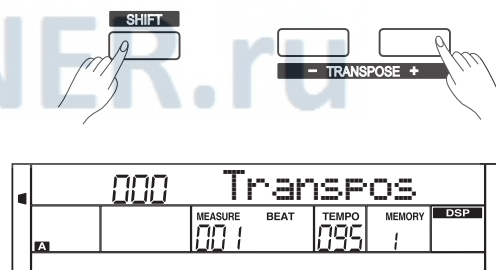 SHIFT
NER.ru
- TRANSPOSE +
000 Transpos
MEASURE BEAT TEMPO MEMORY DSP
A 001 095 1